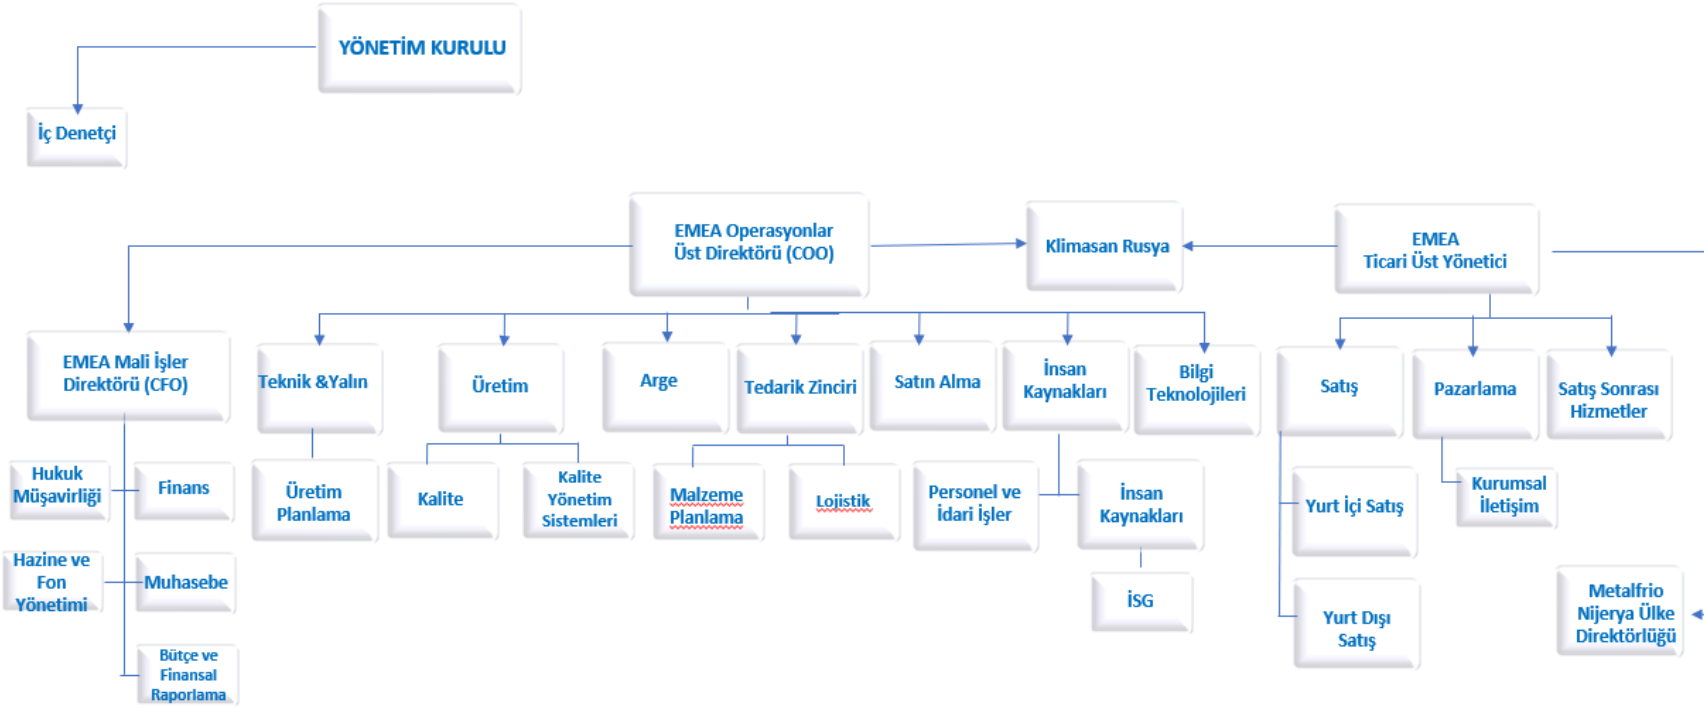 YÖNETİM KURULU
İç Denetçi
EMEA Operasyonlar
Üst Direktörü (COO)
Klimasan Rusya
EMEA
Ticari Üst Yönetici
EMEA Mali İşler
Direktörü (CFO)
Teknik &Yalın
Üretim
Arge
Tedarik Zinciri
Satın Alma
İnsan
Kaynakları
Bilgi
Teknolojileri
Satış
Pazarlama
Satış Sonrası
Hizmetler
Hukuk
Müşavirliği
Finans
Üretim
Planlama
Kalite
Kalite
Yönetim
Sistemleri
Malzeme
Planlama
Lojistik
Personel ve
İdari İşler
İnsan
Kaynakları
Yurt İçi Satış
Kurumsal
İletişim
Hazine ve
Fon
Yönetimi
Muhasebe
İSG
Yurt Dışı
Satış
Metalfrio
Nijerya Ülke
Direktörlüğü
Bütçe ve
Finansal
Raporlama